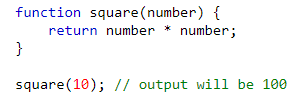 function square(number) {
    return number * number;
}
square(10); // output will be 100